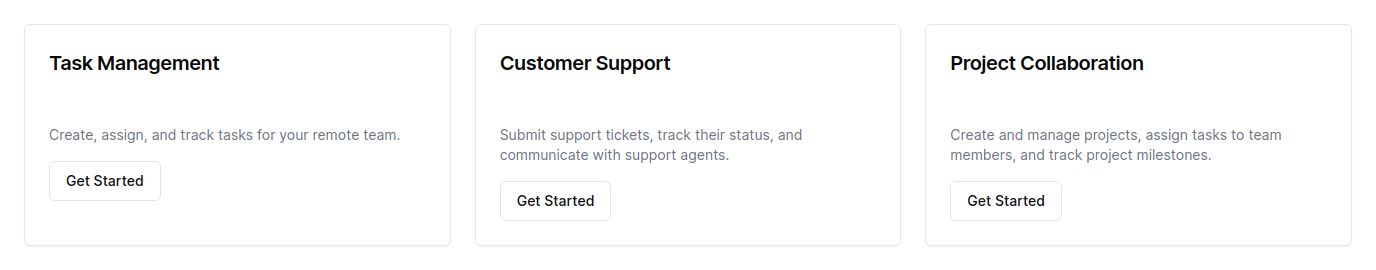 Task Management
Create, assign, and track tasks for your remote team.
Get Started
Customer Support
Submit support tickets, track their status, and
communicate with support agents.
Get Started
Project Collaboration
Create and manage projects, assign tasks to team
members, and track project milestones.
Get Started